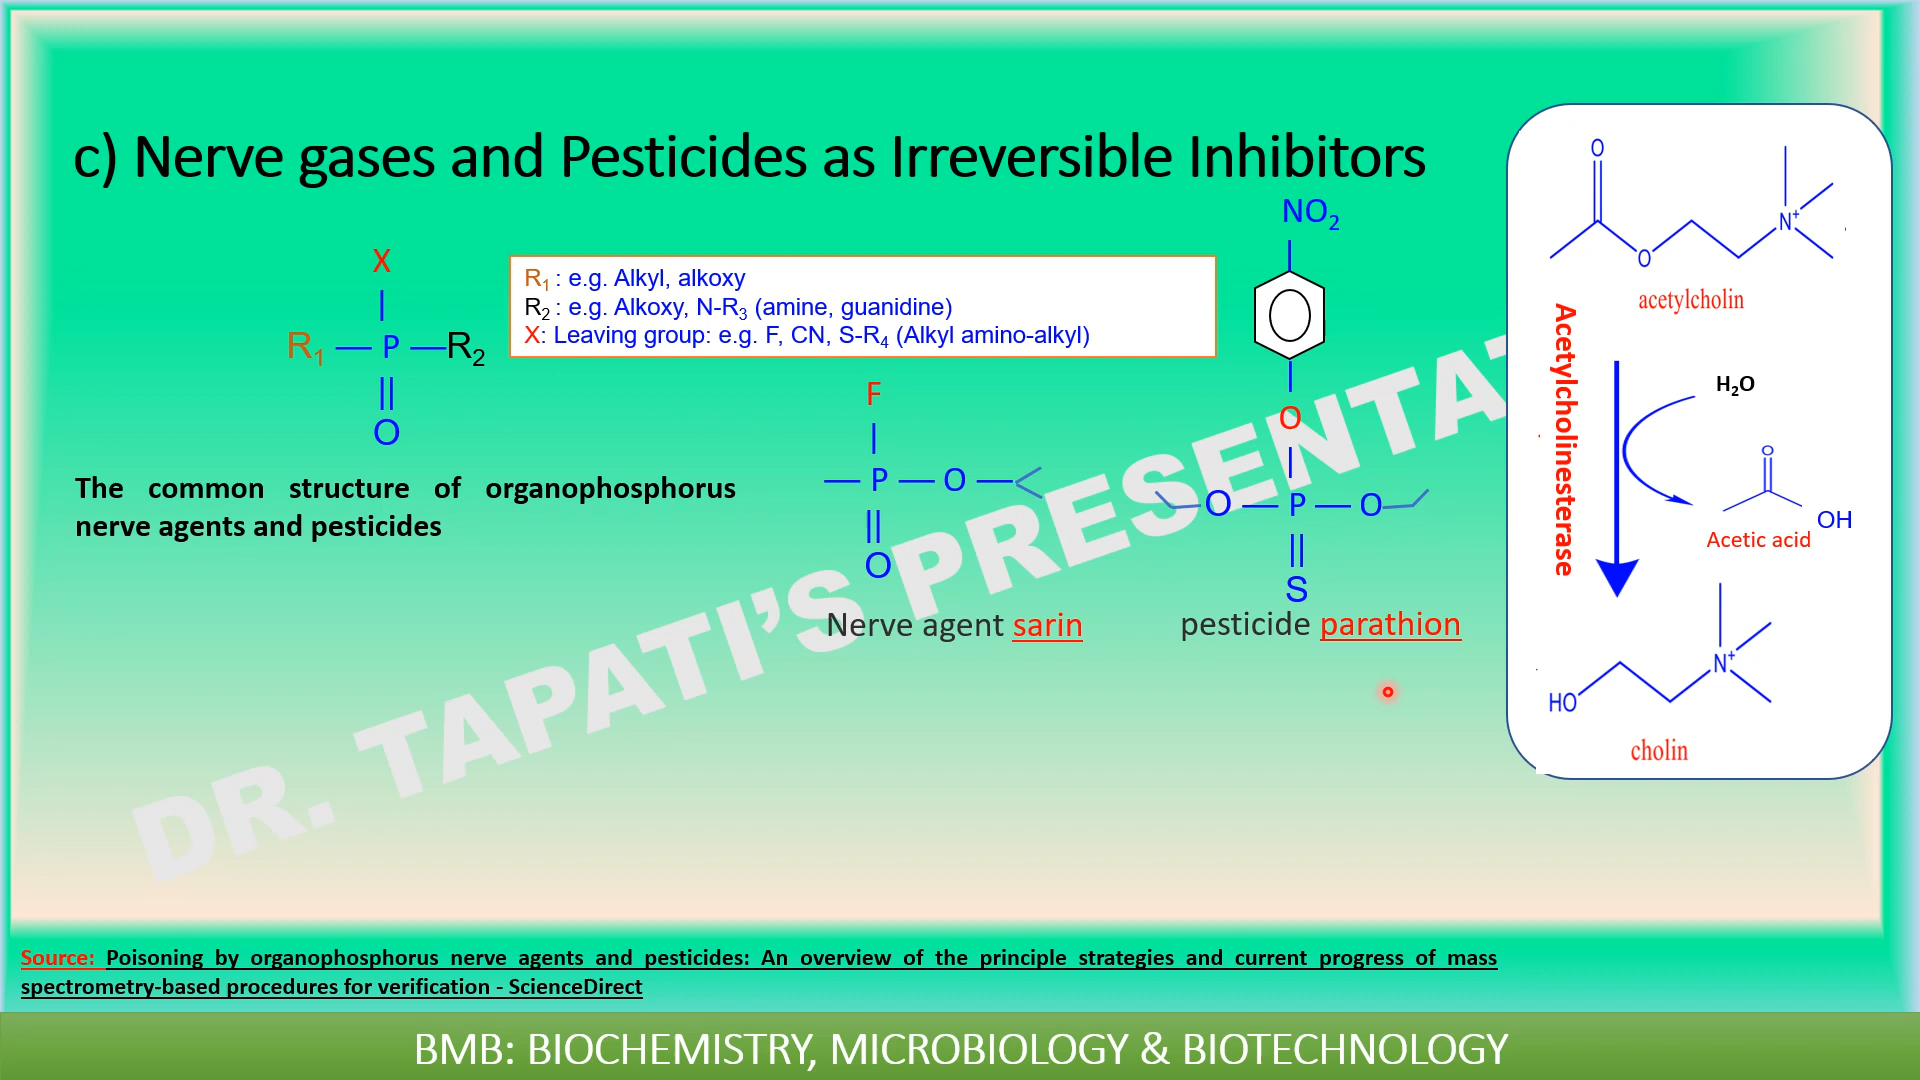 c) Nerve gases and Pesticides as Irreversible Inhibitors
X
R1 — P —R2
O
R1 : e.g. Alkyl, alkoxy
R2 : e.g. Alkoxy, N-R3 (amine, guanidine)
X: Leaving group: e.g. F, CN, S-R4 (Alkyl amino-alkyl)
The common structure of organophosphorus
nerve agents and pesticides
F
P — O
O
Nerve agent sarin
NO2
O
O — P — O
S
pesticide parathion
O
O
N+
acetylcholin
Acetylcholinesterase
H2O
O
OH
Acetic acid
N+
HO
cholin
DR. TAPATI'S PRESENTAT
Source: Poisoning by organophosphorus nerve agents and pesticides: An overview of the principle strategies and current progress of mass
spectrometry-based procedures for verification - ScienceDirect
BMB: BIOCHEMISTRY, MICROBIOLOGY & BIOTECHNOLOGY